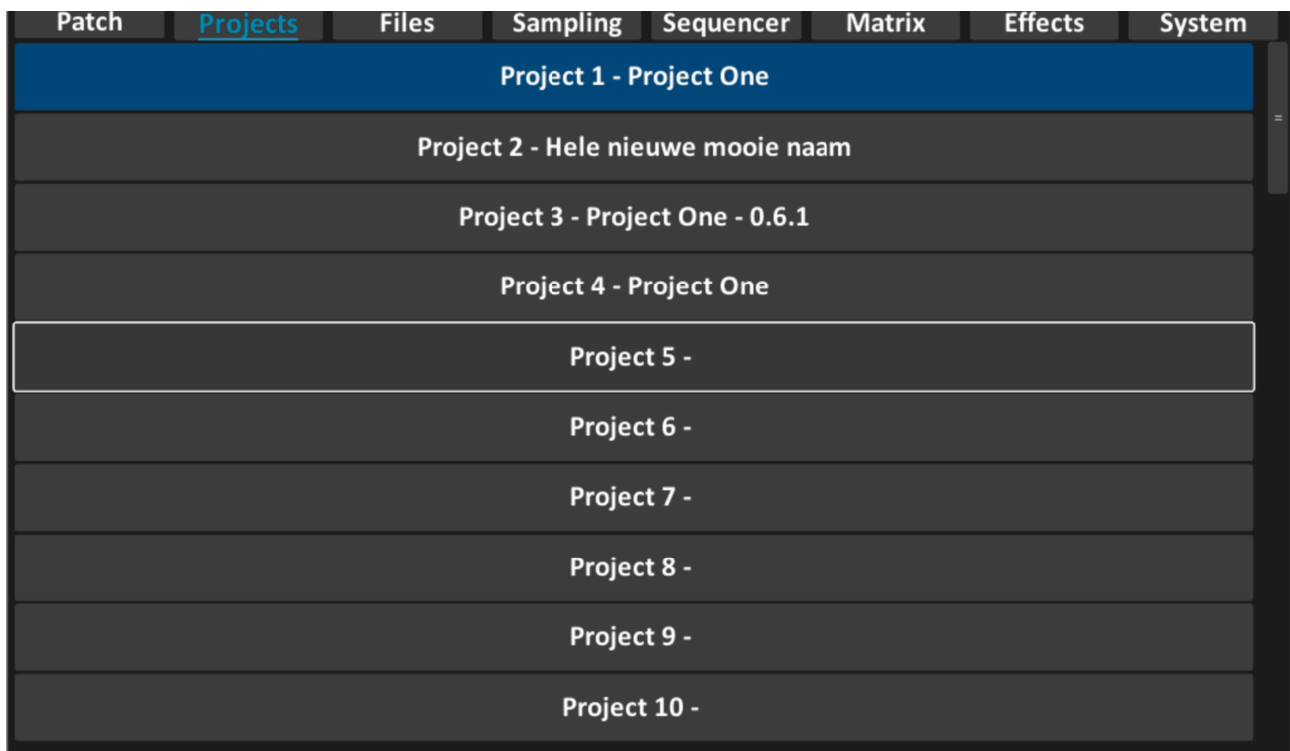 Patch Projects Files Sampling Sequencer Matrix Effects System
Project 1 - Project One
Project 2 - Hele nieuwe mooie naam
Project 3 - Project One - 0.6.1
Project 4 - Project One
Project 5 -
Project 6 -
Project 7 -
Project 8 -
Project 9 -
Project 10 -